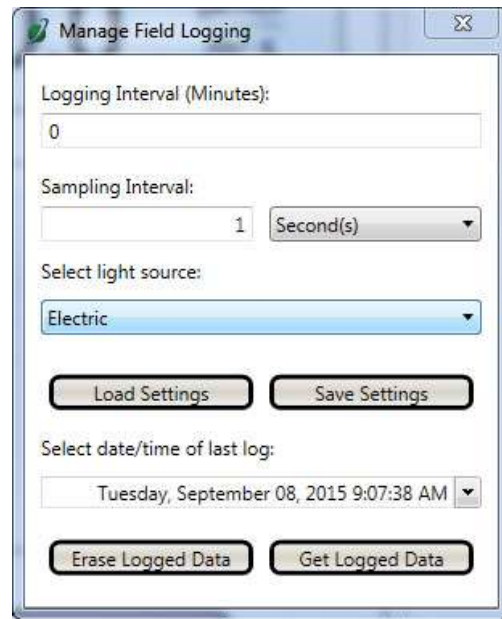 Manage Field Logging
Logging Interval (Minutes):
0
Sampling Interval:
1 Second(s)
Select light source:
Electric
Load Settings Save Settings
Select date/time of last log:
Tuesday, September 08, 2015 9:07:38 AM
Erase Logged Data Get Logged Data